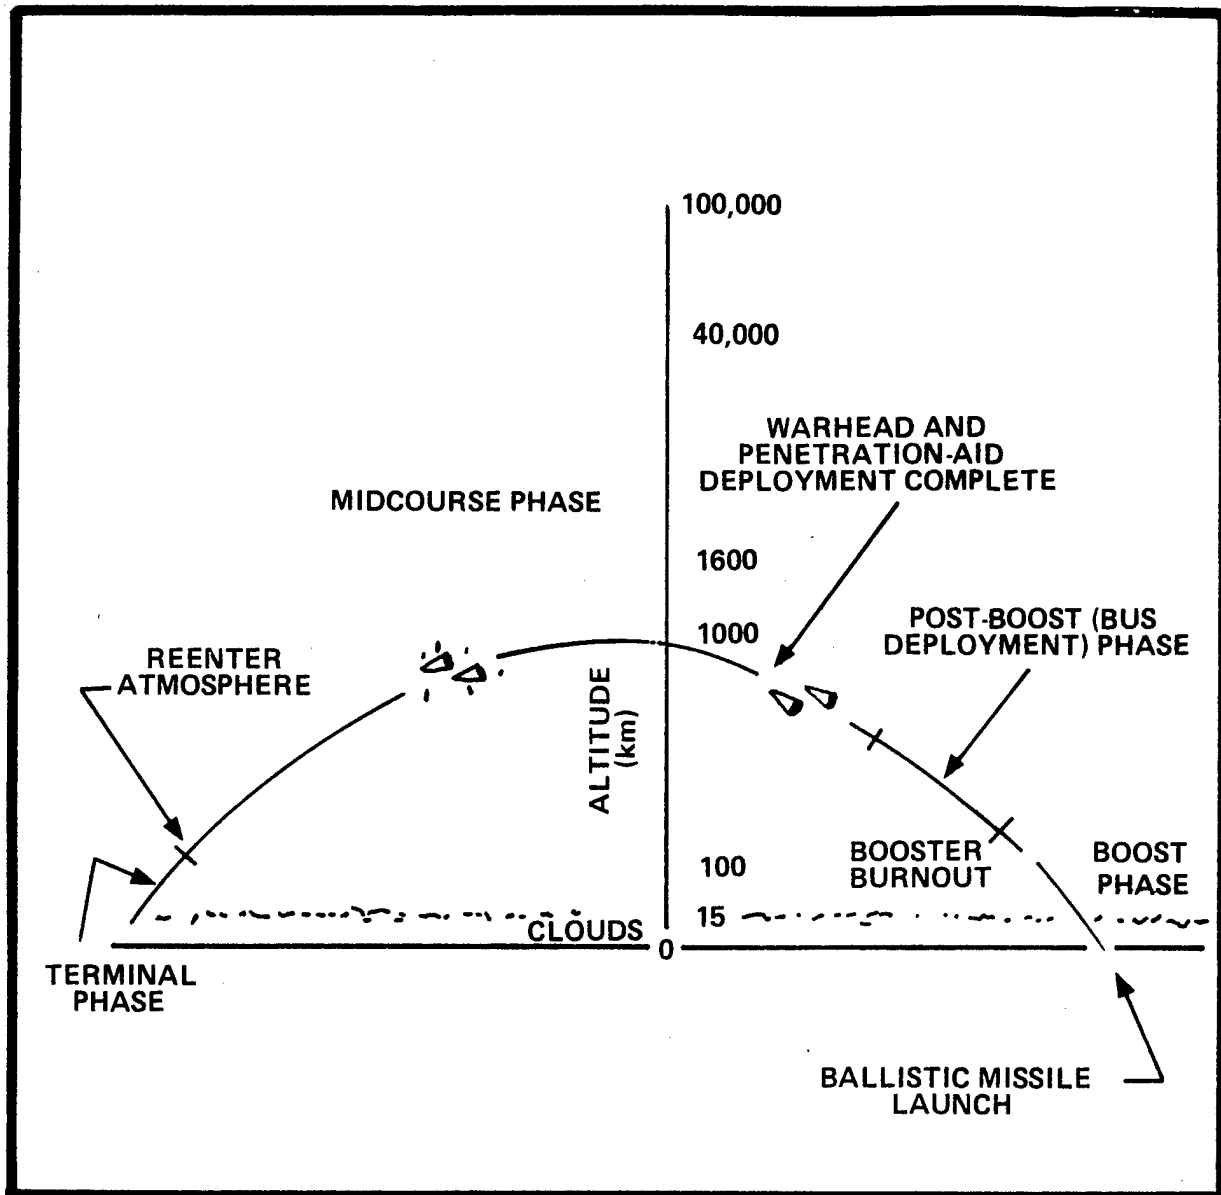 100,000
40,000
WARHEAD AND
PENETRATION-AID
DEPLOYMENT COMPLETE
MIDCOURSE PHASE
1600
1000
POST-BOOST (BUS
DEPLOYMENT) PHASE
REENTER
ATMOSPHERE
ALTITUDE
(km)
BOOSTER
BURNOUT
BOOST
PHASE
100
15
CLOUDS
0
TERMINAL
PHASE
BALLISTIC MISSILE
LAUNCH